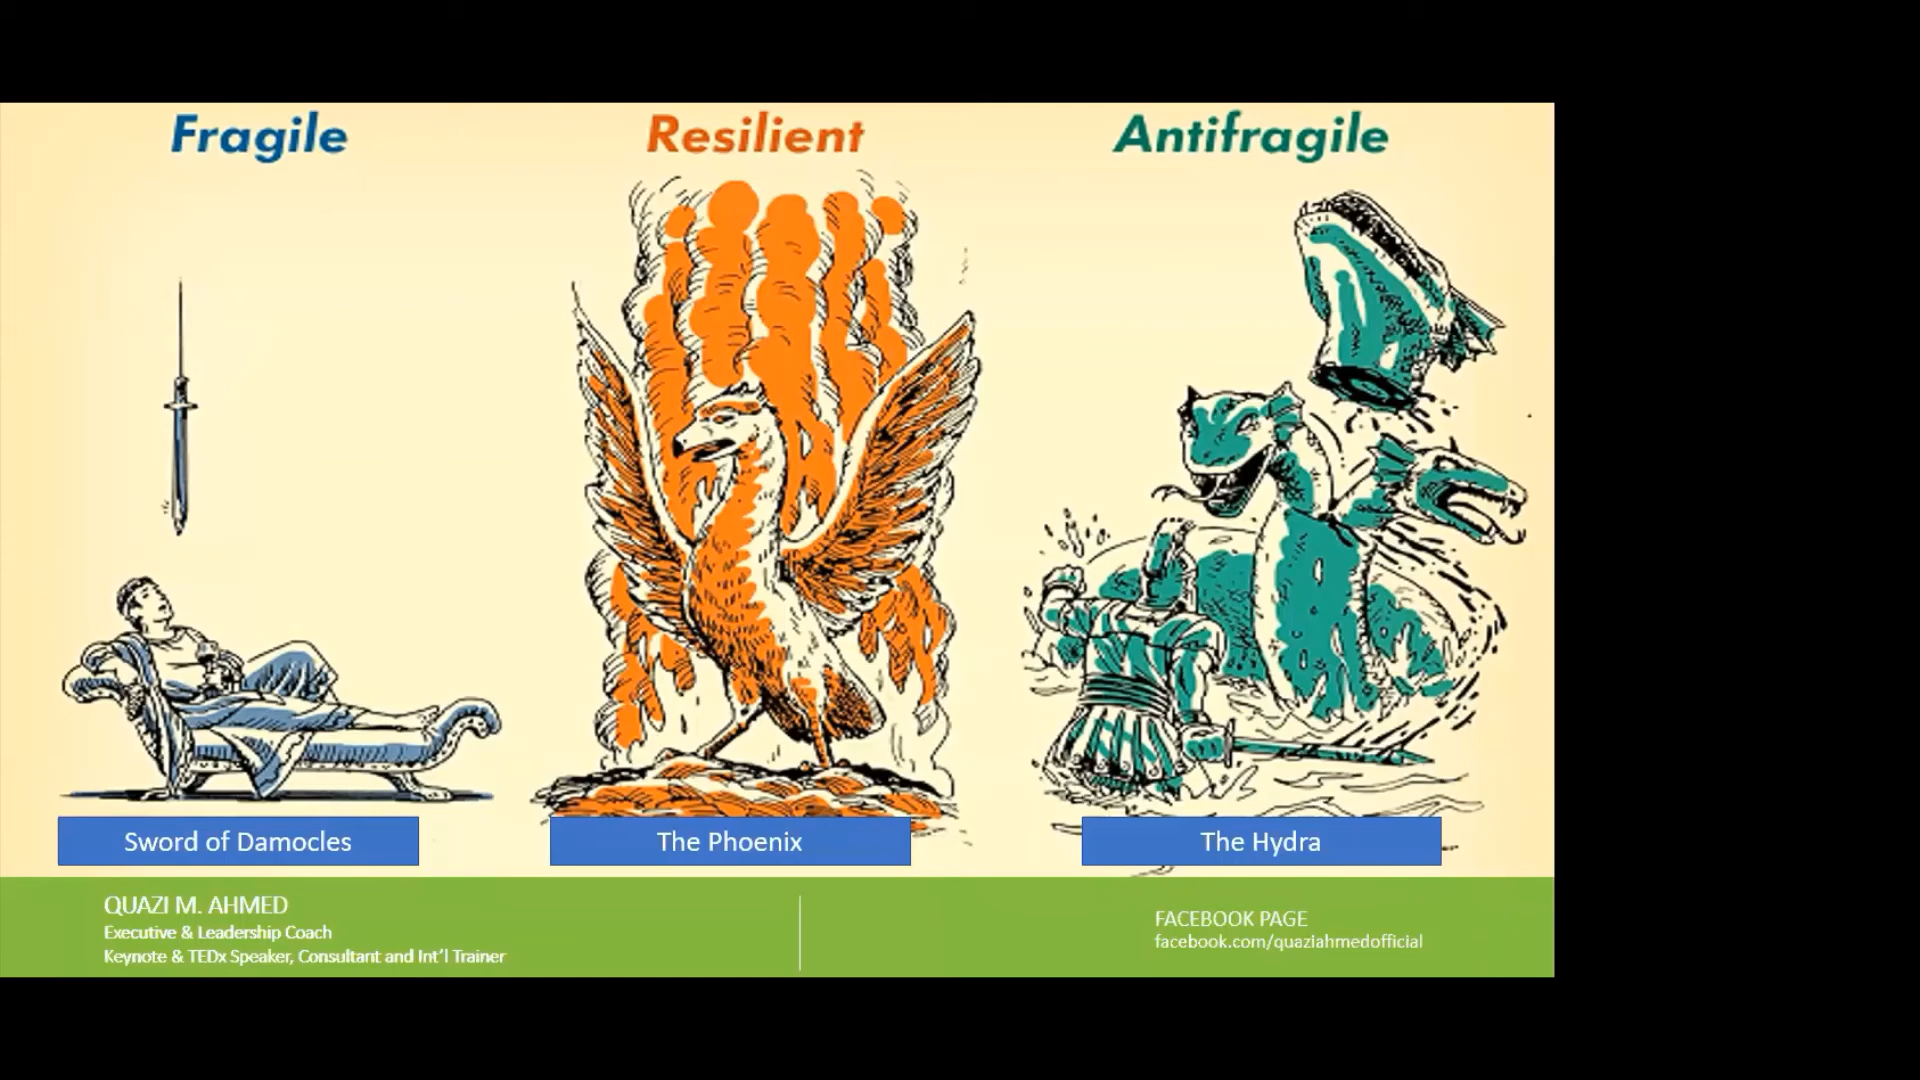 Fragile
Resilient
Antifragile
Sword of Damocles
The Phoenix
The Hydra
QUAZI M. AHMED
Executive & Leadership Coach
Keynote & TEDx Speaker, Consultant and Int'l Trainer
FACEBOOK PAGE
facebook.com/quaziahmedofficial